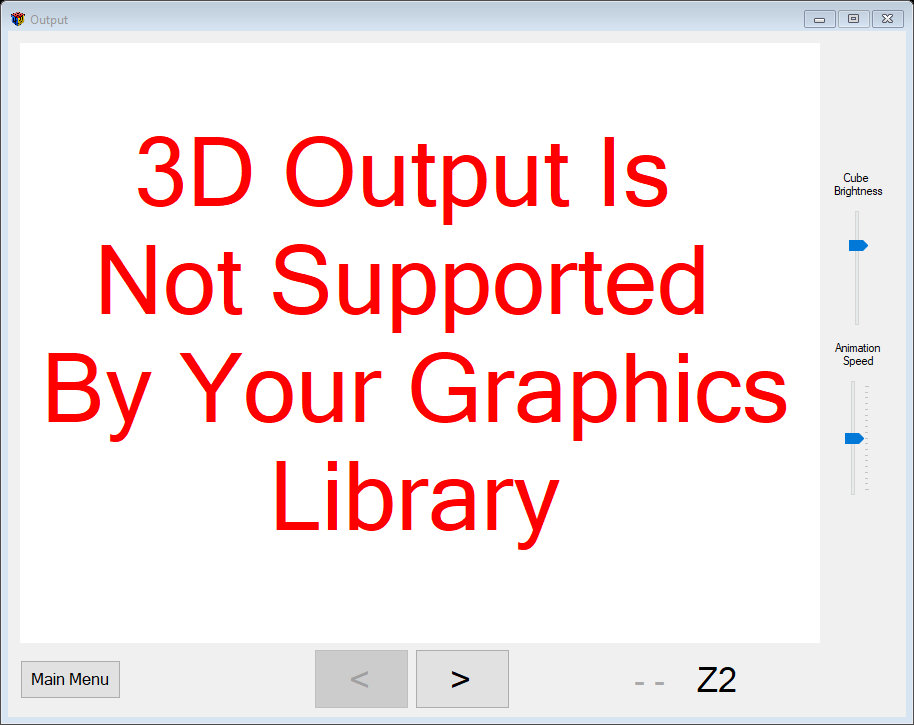 Output
3D Output Is
Not Supported
By Your Graphics
Library
Cube
Brightness
Animation
Speed
Main Menu
<
>
- -
Z2